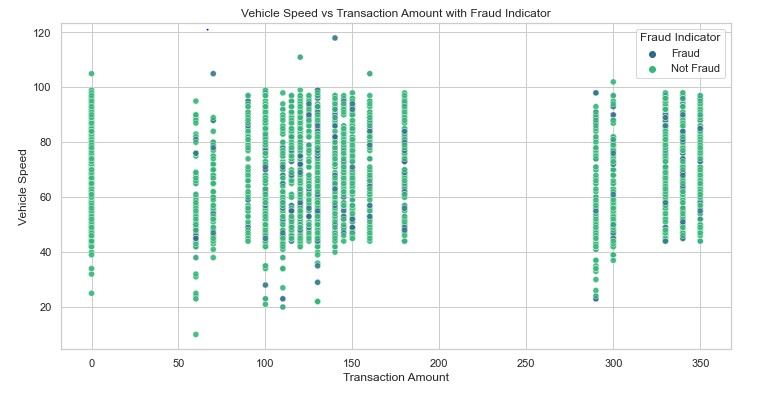 Vehicle Speed vs Transaction Amount with Fraud Indicator
120
100
80
60
40
20
Vehicle Speed
Fraud Indicator
Fraud
Not Fraud
0
50
100
150
200
250
300
350
Transaction Amount